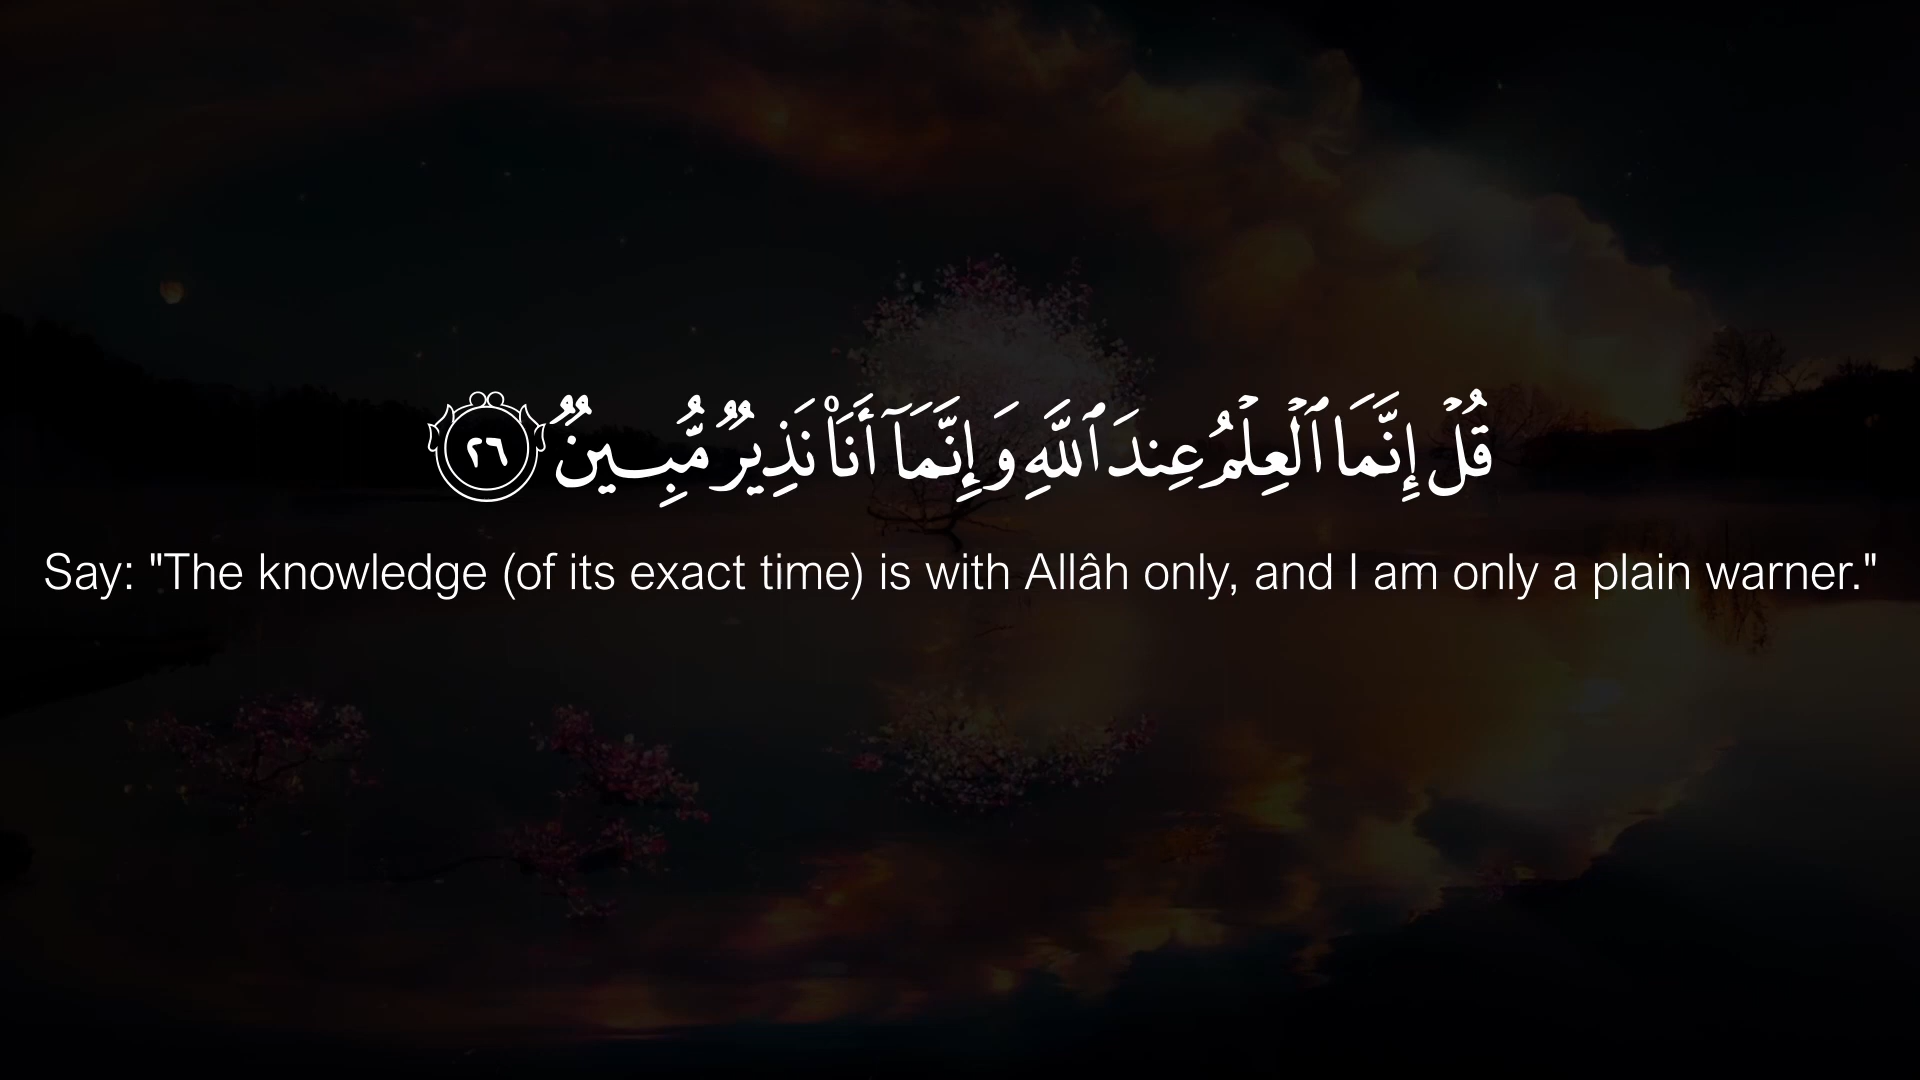 قُلْ إِنَّمَا ٱلْعِلْمُ عِندَ ٱللَّهِ وَإِنَّمَآ أَنَا۠ نَذِيرٌ مُّبِينٌ ٢٦
Say: "The knowledge (of its exact time) is with Allâh only, and I am only a plain warner."